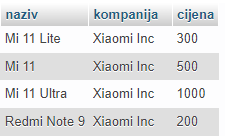 naziv kompanija cijena
Mi 11 Lite Xiaomi Inc 300
Mi 11 Xiaomi Inc 500
Mi 11 Ultra Xiaomi Inc 1000
Redmi Note 9 Xiaomi Inc 200